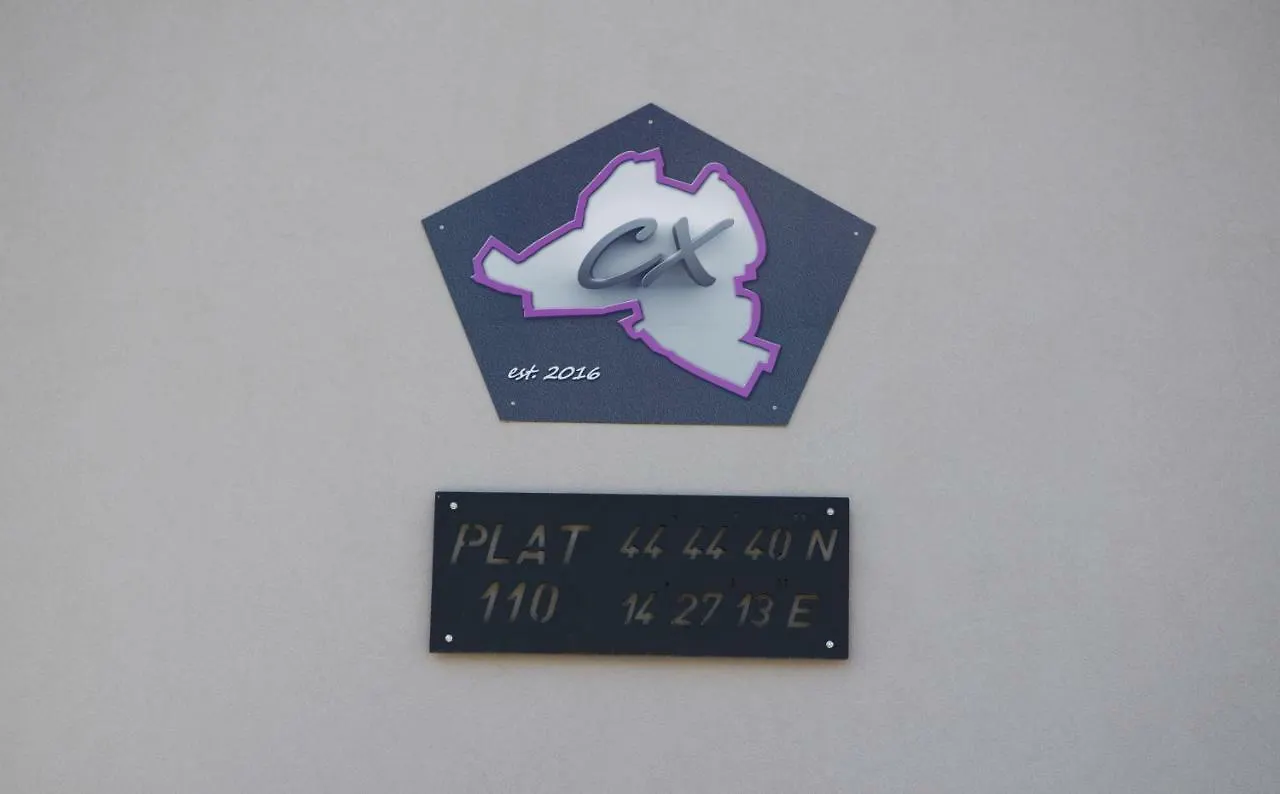 CX
est. 2016
PLAT 44° 44' 40" N
110 14° 27' 13" E